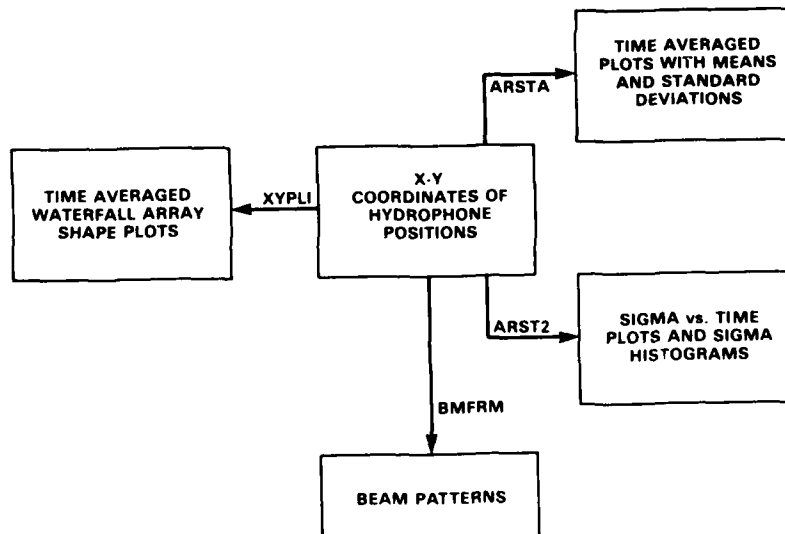 TIME AVERAGED
PLOTS WITH MEANS
AND STANDARD
DEVIATIONS
ARSTA
X-Y
COORDINATES OF
HYDROPHONE
POSITIONS
XYPLI
TIME AVERAGED
WATERFALL ARRAY
SHAPE PLOTS
ARST2
SIGMA vs. TIME
PLOTS AND SIGMA
HISTOGRAMS
BMFRM
BEAM PATTERNS